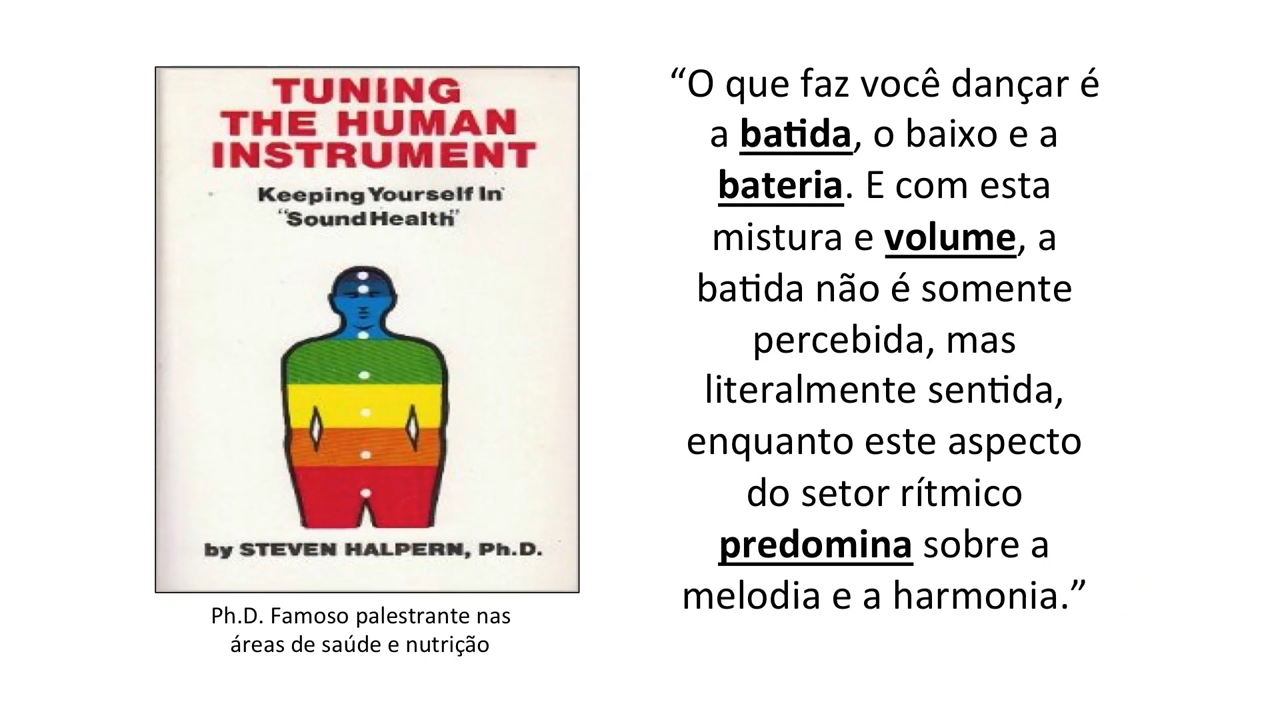 TUNING
THE HUMAN
INSTRUMENT
Keeping Yourself In
"Sound Health"
by STEVEN HALPERN, Ph.D.
Ph.D. Famoso palestrante nas
áreas de saúde e nutrição
“O que faz você dançar é
a batida, o baixo e a
bateria. E com esta
mistura e volume, a
batida não é somente
percebida, mas
literalmente sentida,
enquanto este aspecto
do setor rítmico
predomina sobre a
melodia e a harmonia.”